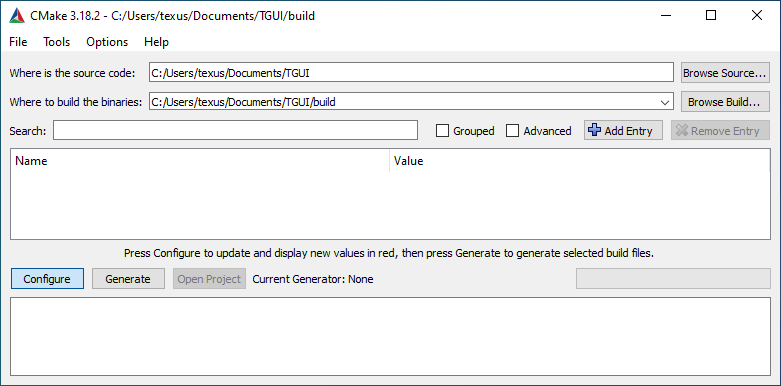 CMake 3.18.2 - C:/Users/texus/Documents/TGUI/build
File Tools Options Help
Where is the source code: C:/Users/texus/Documents/TGUI Browse Source...
Where to build the binaries: C:/Users/texus/Documents/TGUI/build Browse Build...
Search: Grouped Advanced Add Entry Remove Entry
Name Value
Press Configure to update and display new values in red, then press Generate to generate selected build files.
Configure Generate Open Project Current Generator: None